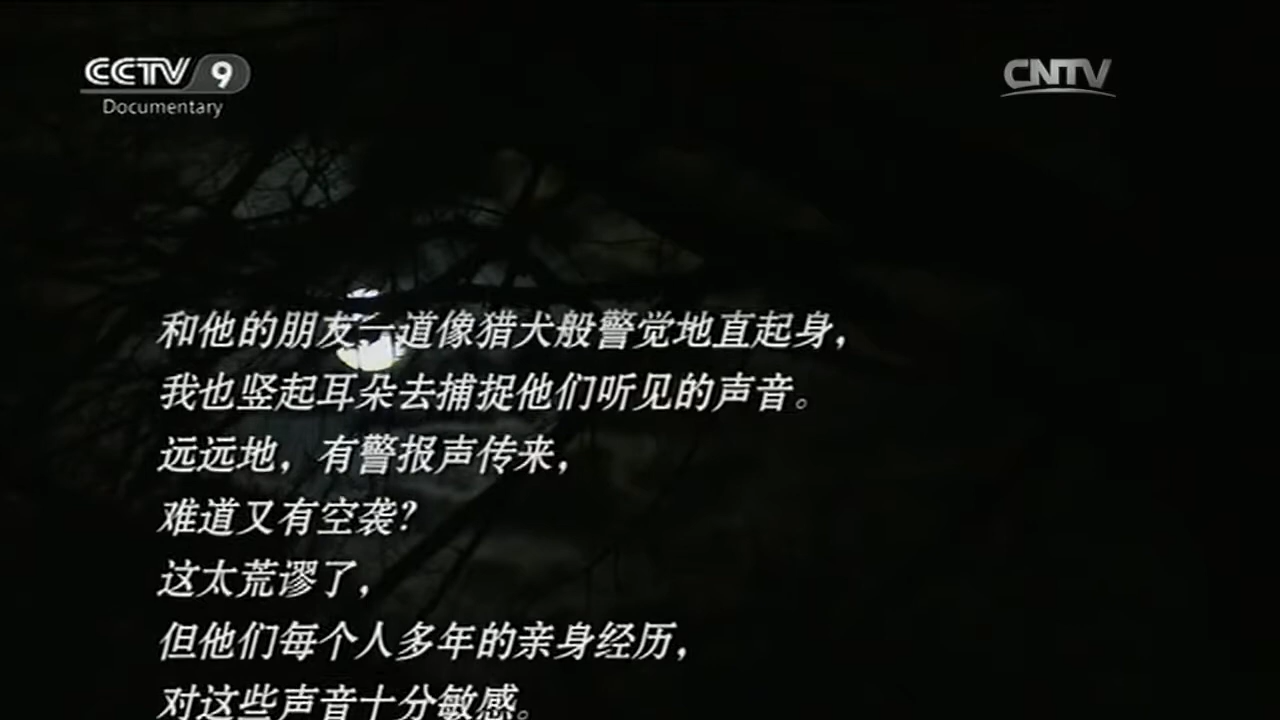 CCTV 9
CNTV
Documentary
和他的朋友一道像猎犬般警觉地直起身，
我也竖起耳朵去捕捉他们听见的声音。
远远地，有警报声传来，
难道又有空袭？
这太荒谬了，
但他们每个人多年的亲身经历，
对这些声音十分敏感。